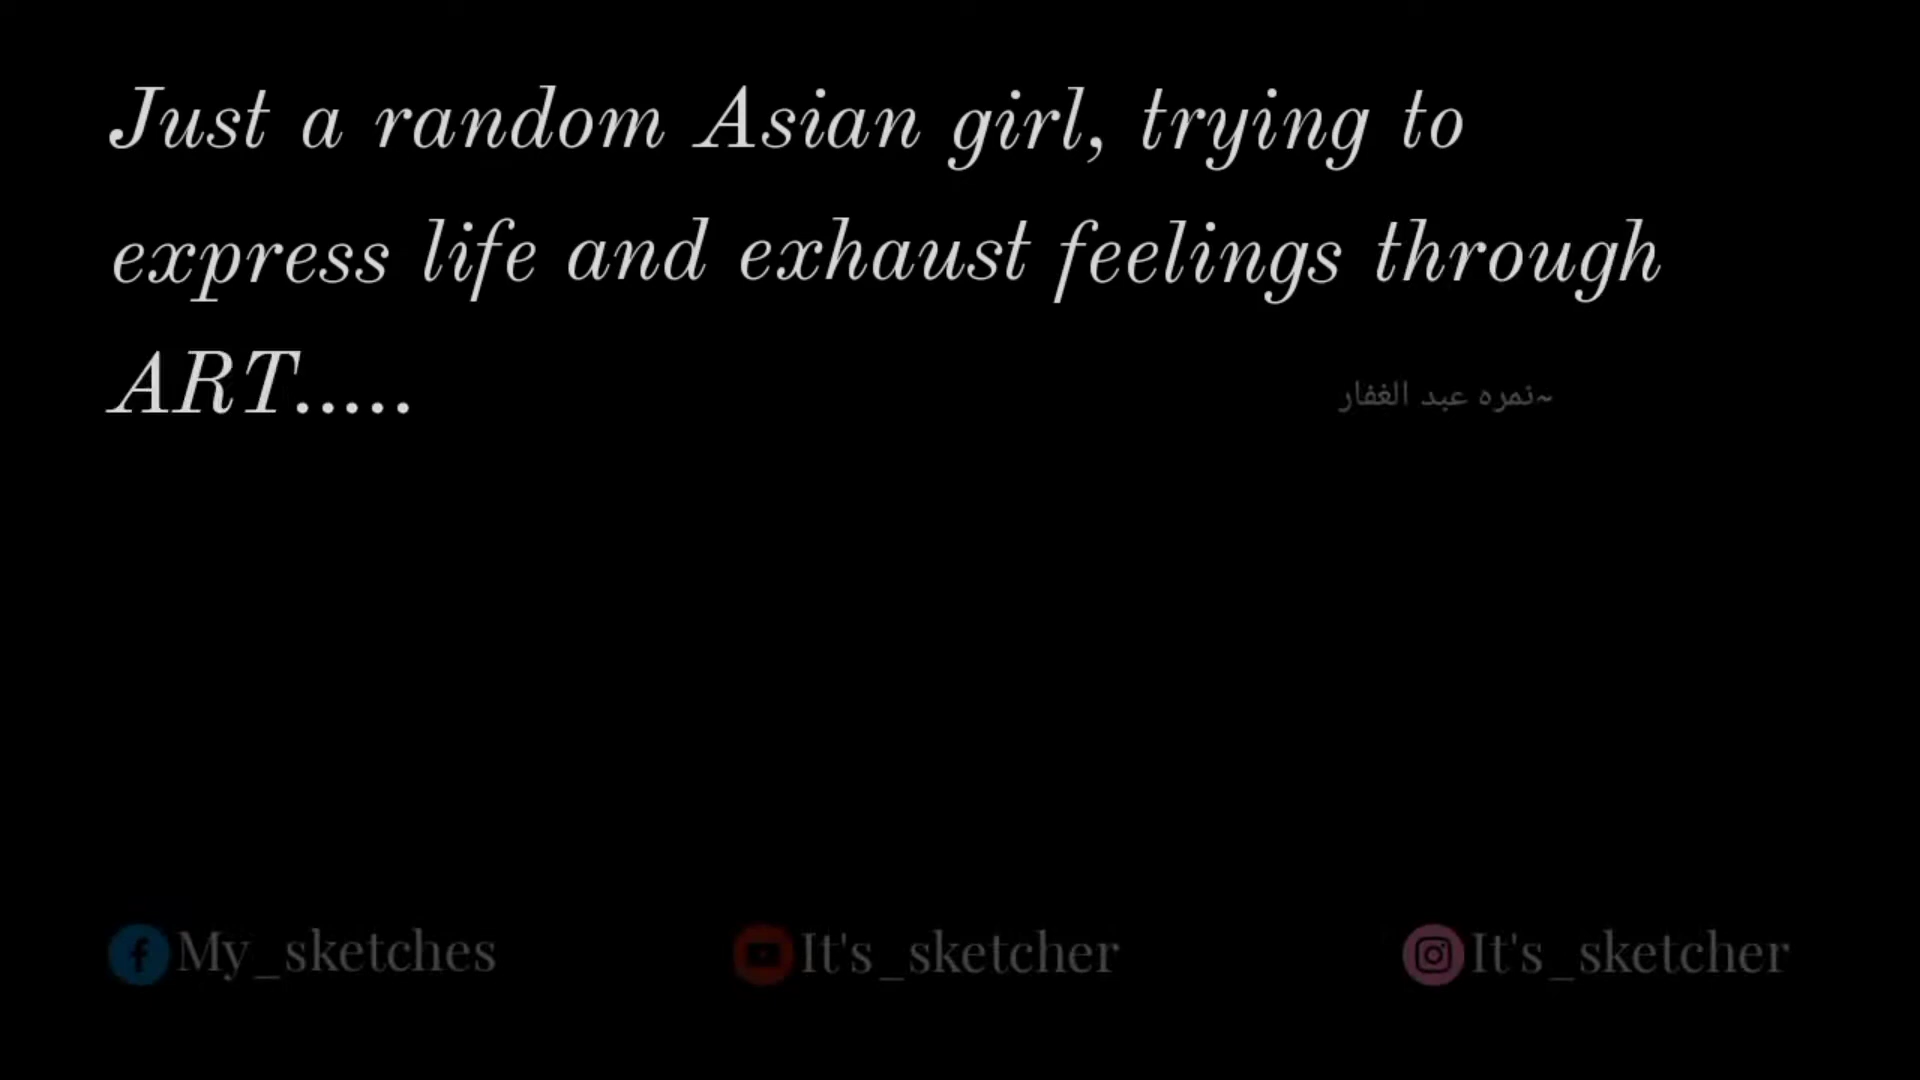 Just a random Asian girl, trying to
express life and exhaust feelings through
ART.....
~نمره عبد الغفار
My_sketches
It's_sketcher
It's_sketcher